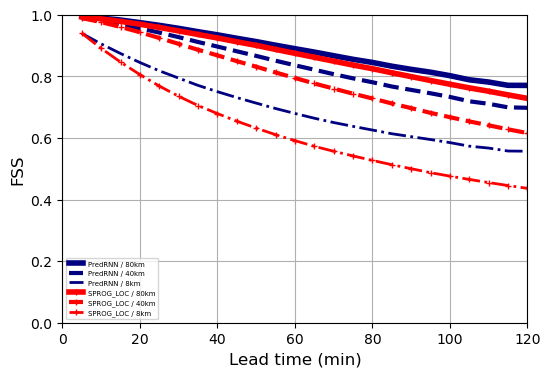 1.0
0.8
0.6
0.4
0.2
0.0
FSS
PredRNN / 80km
PredRNN / 40km
PredRNN / 8km
SPROG_LOC / 80km
SPROG_LOC / 40km
SPROG_LOC / 8km
0 20 40 60 80 100 120
Lead time (min)